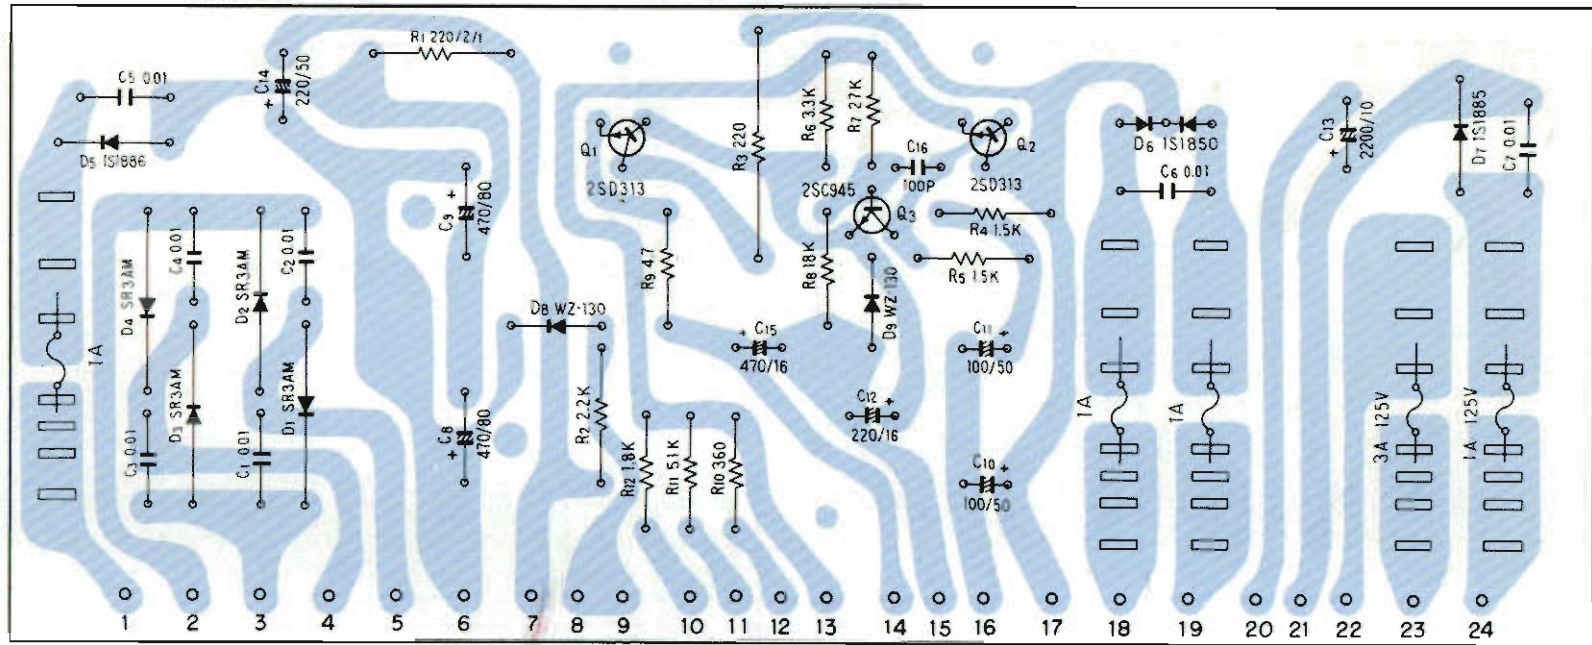 R1 220/2/1
C5 0.01
C14
220/50
+
D5 1S1886
Q1
2SD313
R3 220
R6 3.3K
R7 27K
C16
100P
Q2
2SD313
2SC945
Q3
D6 1S1850
C6 0.01
C13
2200/10
+
D7 1S1885
C7 0.01
C9
470/80
+
R4 1.5K
R5 1.5K
R9 4.7
R8 18K
D9 WZ-130
D4 SR3AM
C4 0.01
D2 SR3AM
C2 0.01
D8 WZ-130
+ C15
470/16
C11 +
100/50
1A
D3 SR3AM
D1 SR3AM
C8
470/80
+
R2 2.2K
C12 +
220/16
1A
1A
3A 125V
1A 125V
C3 0.01
C1 0.01
R12 1.8K
R11 5.1K
R10 360
C10 +
100/50
1 2 3 4 5 6 7 8 9 10 11 12 13 14 15 16 17 18 19 20 21 22 23 24